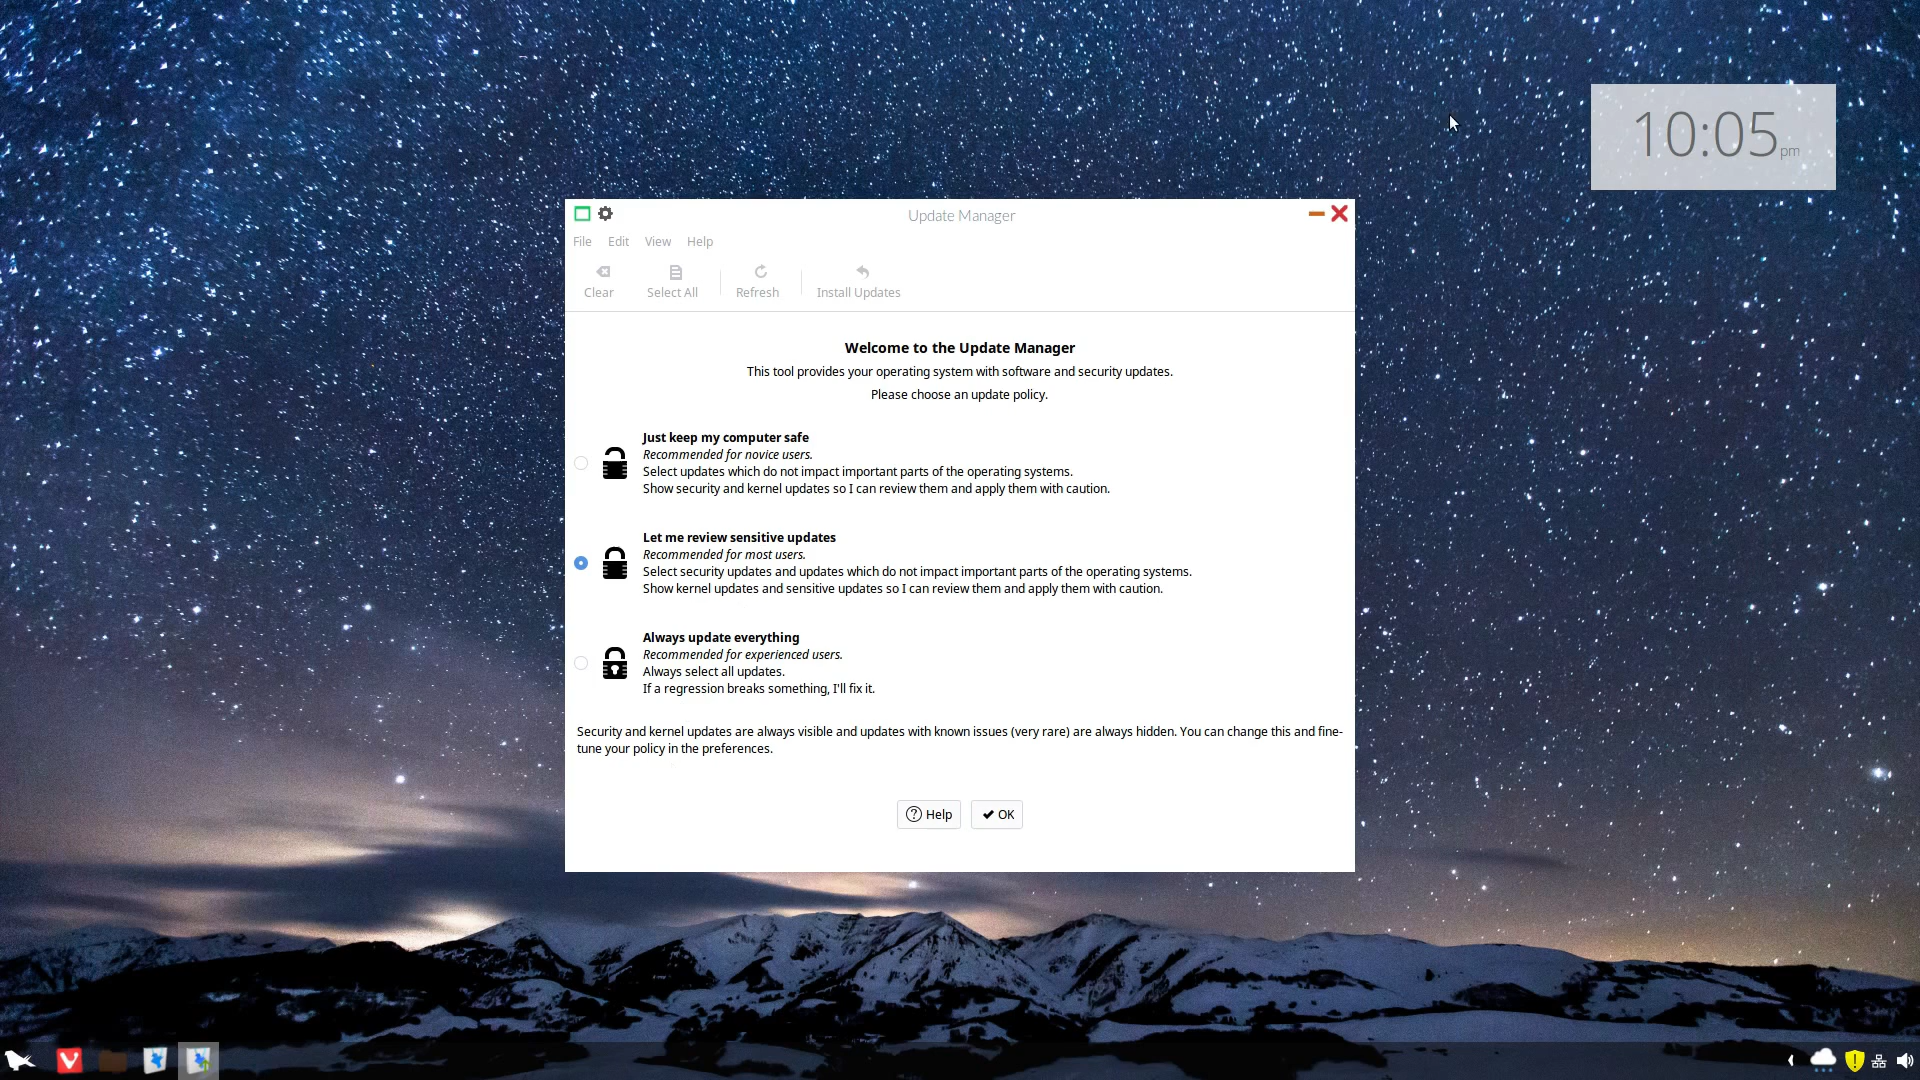 10:05 pm
Update Manager
File Edit View Help
Clear Select All Refresh Install Updates
Welcome to the Update Manager
This tool provides your operating system with software and security updates.
Please choose an update policy.
Just keep my computer safe
Recommended for novice users.
Select updates which do not impact important parts of the operating systems.
Show security and kernel updates so I can review them and apply them with caution.
Let me review sensitive updates
Recommended for most users.
Select security updates and updates which do not impact important parts of the operating systems.
Show kernel updates and sensitive updates so I can review them and apply them with caution.
Always update everything
Recommended for experienced users.
Always select all updates.
If a regression breaks something, I'll fix it.
Security and kernel updates are always visible and updates with known issues (very rare) are always hidden. You can change this and fine-
tune your policy in the preferences.
Help OK